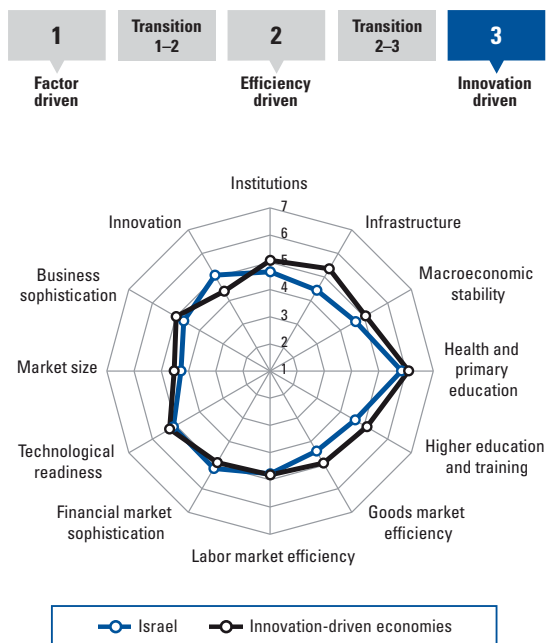 1
Transition
1–2
2
Transition
2–3
3
Factor
driven
Efficiency
driven
Innovation
driven
Institutions
7
Innovation
Infrastructure
6
Business
sophistication
5
Macroeconomic
stability
4
3
2
Market size
1
Health and
primary
education
Technological
readiness
Higher education
and training
Financial market
sophistication
Goods market
efficiency
Labor market efficiency
Israel
Innovation-driven economies